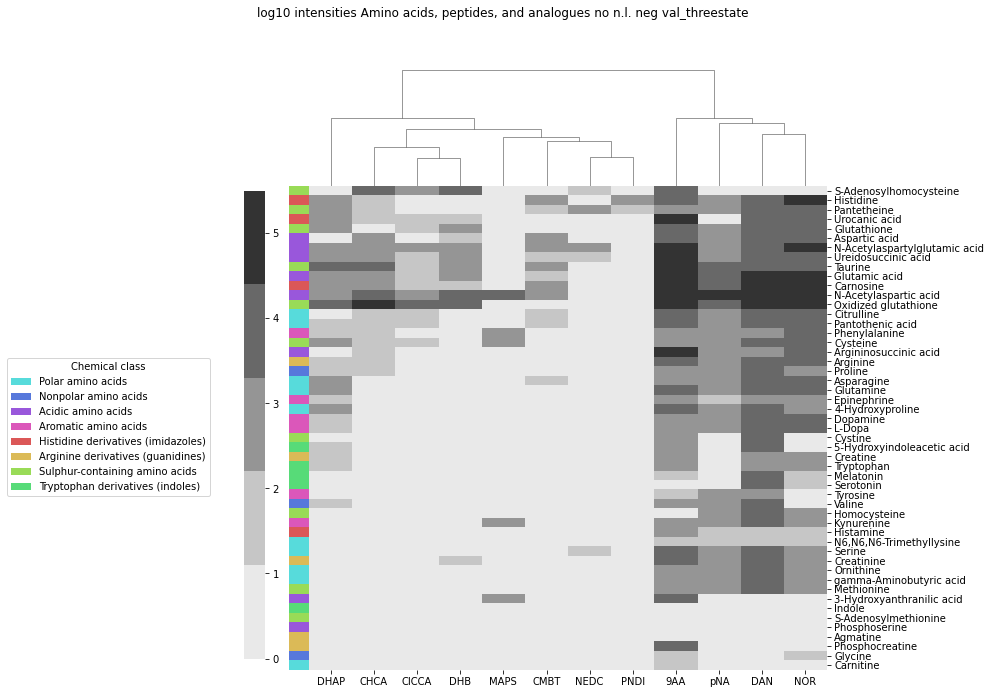 log10 intensities Amino acids, peptides, and analogues no n.l. neg val_threestate
5
4
3
2
1
0
Chemical class
Polar amino acids
Nonpolar amino acids
Acidic amino acids
Aromatic amino acids
Histidine derivatives (imidazoles)
Arginine derivatives (guanidines)
Sulphur-containing amino acids
Tryptophan derivatives (indoles)
S-Adenosylhomocysteine
Histidine
Pantetheine
Urocanic acid
Glutathione
Aspartic acid
N-Acetylaspartylglutamic acid
Ureidosuccinic acid
Taurine
Glutamic acid
Carnosine
N-Acetylaspartic acid
Oxidized glutathione
Citrulline
Pantothenic acid
Phenylalanine
Cysteine
Argininosuccinic acid
Arginine
Proline
Asparagine
Glutamine
Epinephrine
4-Hydroxyproline
Dopamine
L-Dopa
Cystine
5-Hydroxyindoleacetic acid
Creatine
Tryptophan
Melatonin
Serotonin
Tyrosine
Valine
Homocysteine
Kynurenine
Histamine
N6,N6,N6-Trimethyllysine
Serine
Creatinine
Ornithine
gamma-Aminobutyric acid
Methionine
3-Hydroxyanthranilic acid
Indole
S-Adenosylmethionine
Phosphoserine
Agmatine
Phosphocreatine
Glycine
Carnitine
DHAP CHCA ClCCA DHB MAPS CMBT NEDC PNDI 9AA pNA DAN NOR